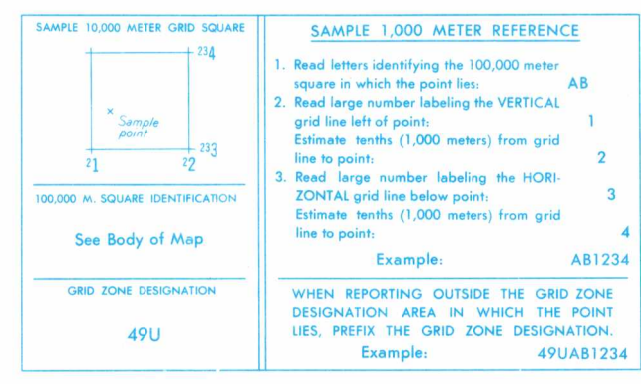 SAMPLE 10,000 METER GRID SQUARE
234
Sample
point
233
21
22
100,000 M. SQUARE IDENTIFICATION
See Body of Map
GRID ZONE DESIGNATION
49U
SAMPLE 1,000 METER REFERENCE
1. Read letters identifying the 100,000 meter
square in which the point lies: AB
2. Read large number labeling the VERTICAL
grid line left of point: 1
Estimate tenths (1,000 meters) from grid
line to point: 2
3. Read large number labeling the HORI-
ZONTAL grid line below point: 3
Estimate tenths (1,000 meters) from grid
line to point: 4
Example: AB1234
WHEN REPORTING OUTSIDE THE GRID ZONE
DESIGNATION AREA IN WHICH THE POINT
LIES, PREFIX THE GRID ZONE DESIGNATION.
Example: 49UAB1234